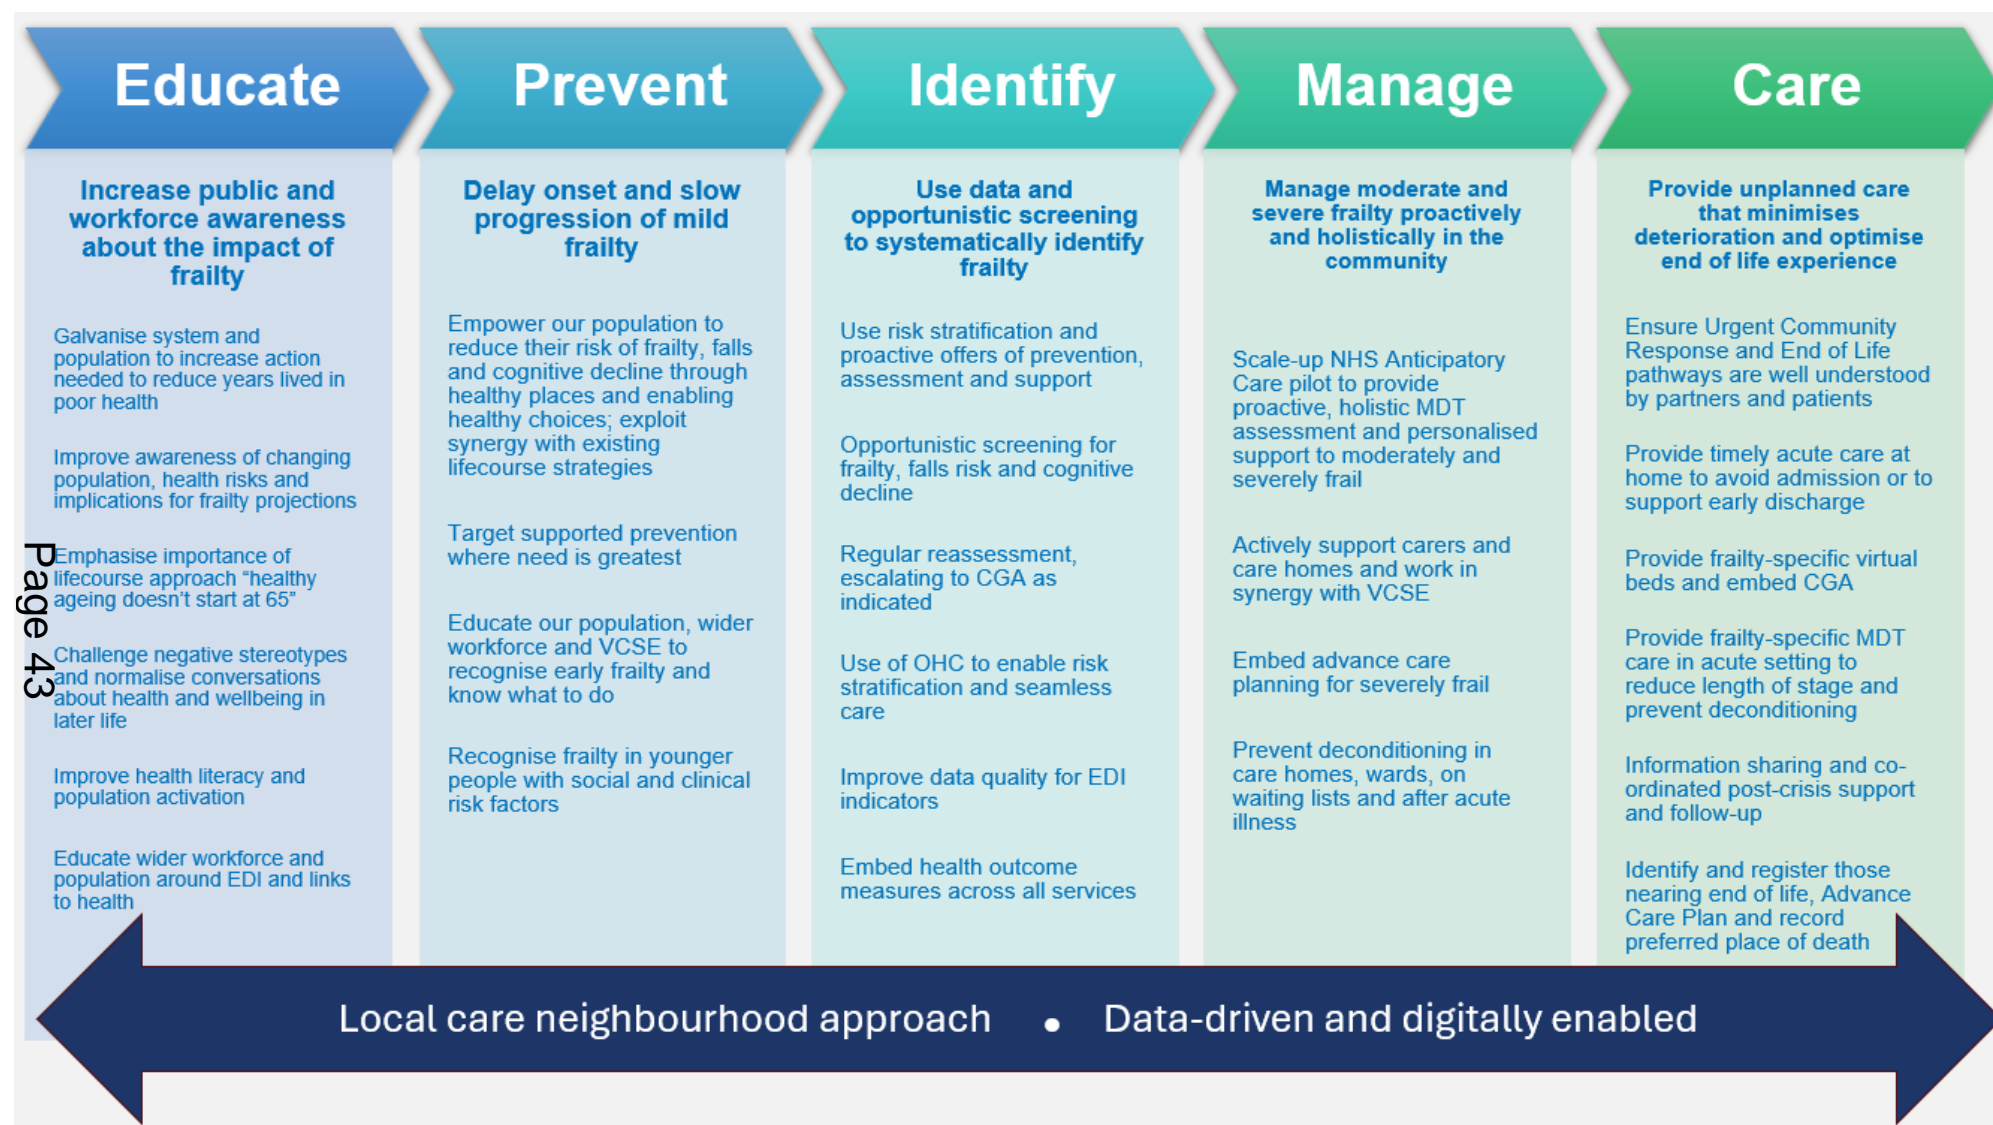 Educate
Increase public and
workforce awareness
about the impact of
frailty
Galvanise system and
population to increase action
needed to reduce years lived in
poor health
Improve awareness of changing
population, health risks and
implications for frailty projections
Emphasise importance of
lifecourse approach “healthy
ageing doesn’t start at 65”
Challenge negative stereotypes
and normalise conversations
about health and wellbeing in
later life
Improve health literacy and
population activation
Educate wider workforce and
population around EDI and links
to health
Prevent
Delay onset and slow
progression of mild
frailty
Empower our population to
reduce their risk of frailty, falls
and cognitive decline through
healthy places and enabling
healthy choices; exploit
synergy with existing
lifecourse strategies
Target supported prevention
where need is greatest
Educate our population, wider
workforce and VCSE to
recognise early frailty and
know what to do
Recognise frailty in younger
people with social and clinical
risk factors
Identify
Use data and
opportunistic screening
to systematically identify
frailty
Use risk stratification and
proactive offers of prevention,
assessment and support
Opportunistic screening for
frailty, falls risk and cognitive
decline
Regular reassessment,
escalating to CGA as
indicated
Use of OHC to enable risk
stratification and seamless
care
Improve data quality for EDI
indicators
Embed health outcome
measures across all services
Manage
Manage moderate and
severe frailty proactively
and holistically in the
community
Scale-up NHS Anticipatory
Care pilot to provide
proactive, holistic MDT
assessment and personalised
support to moderately and
severely frail
Actively support carers and
care homes and work in
synergy with VCSE
Embed advance care
planning for severely frail
Prevent deconditioning in
care homes, wards, on
waiting lists and after acute
illness
Care
Provide unplanned care
that minimises
deterioration and optimise
end of life experience
Ensure Urgent Community
Response and End of Life
pathways are well understood
by partners and patients
Provide timely acute care at
home to avoid admission or to
support early discharge
Provide frailty-specific virtual
beds and embed CGA
Provide frailty-specific MDT
care in acute setting to
reduce length of stage and
prevent deconditioning
Information sharing and co-
ordinated post-crisis support
and follow-up
Identify and register those
nearing end of life, Advance
Care Plan and record
preferred place of death
Local care neighbourhood approach • Data-driven and digitally enabled
Page 43